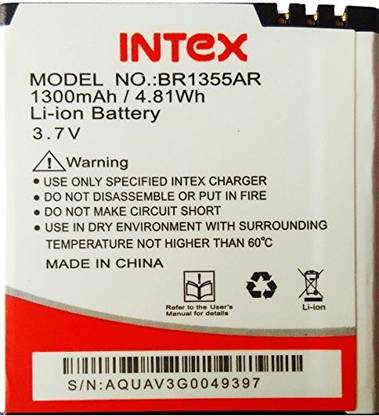 INTEX
MODEL NO.:BR1355AR
1300mAh / 4.81Wh
Li-ion Battery
3.7V
Warning
• USE ONLY SPECIFIED INTEX CHARGER
• DO NOT DISASSEMBLE OR PUT IN FIRE
• DO NOT MAKE CIRCUIT SHORT
• USE IN DRY ENVIRONMENT WITH SURROUNDING
TEMPERATURE NOT HIGHER THAN 60℃
MADE IN CHINA
Refer to the User's
Manual for details.
Li-ion
S/N:AQUAV3G0049397